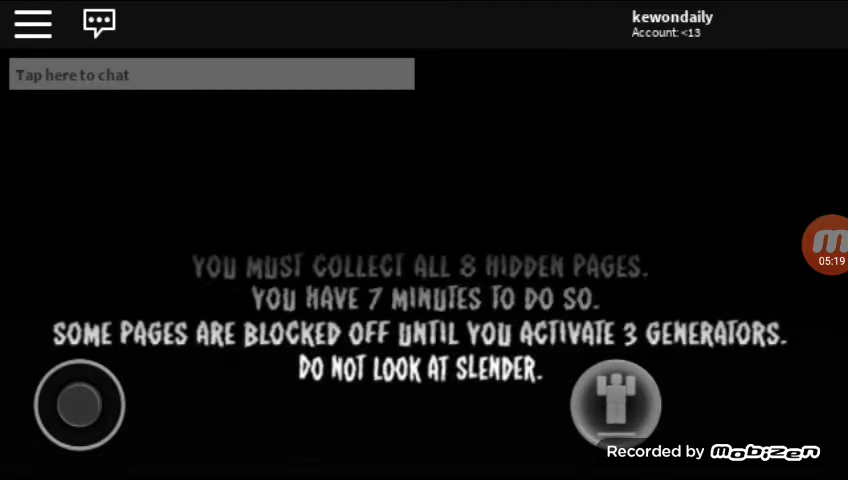 kewondaily
Account: <13
Tap here to chat
YOU MUST COLLECT ALL 8 HIDDEN PAGES.
YOU HAVE 7 MINUTES TO DO SO.
SOME PAGES ARE BLOCKED OFF UNTIL YOU ACTIVATE 3 GENERATORS.
DO NOT LOOK AT SLENDER.
05:19
Recorded by mobizen